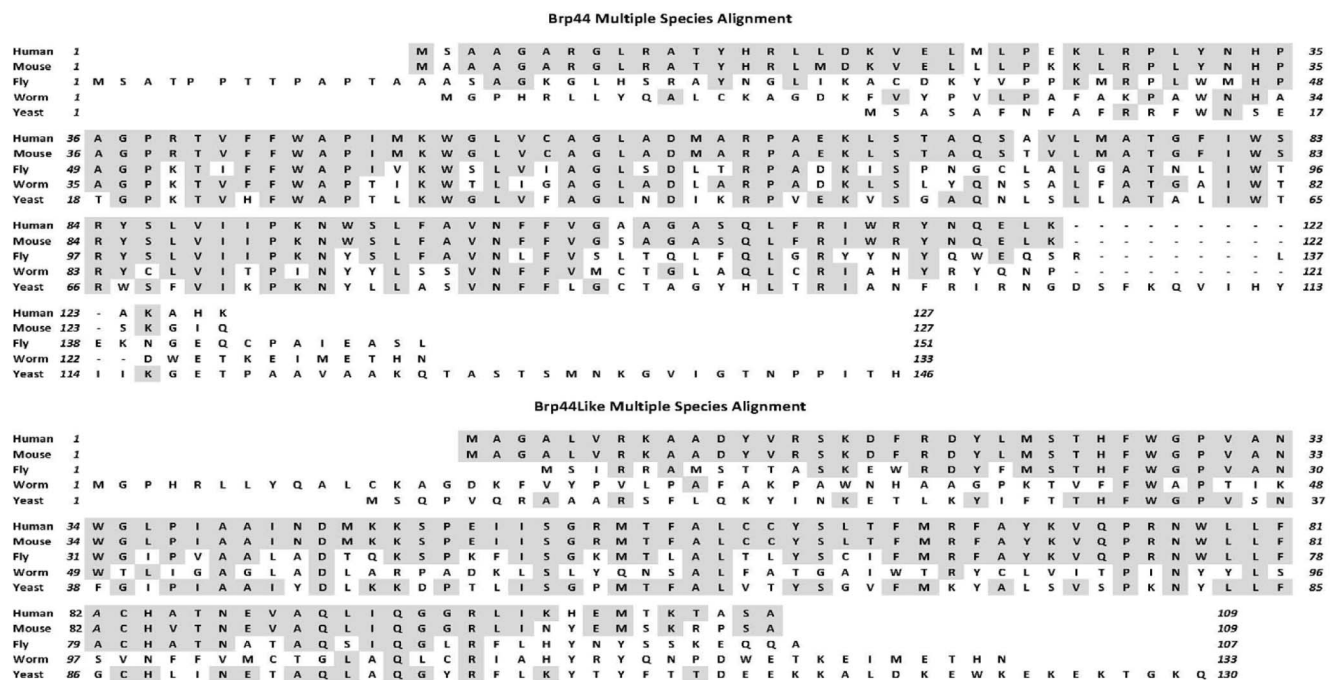 Brp44 Multiple Species Alignment
Human 1 M S A A G A R G L R A T Y H R L L D K V E L M L P E K L R P L Y N H P 35
Mouse 1 M A A A G A R G L R A T Y H R L M D K V E L L L P K K L R P L Y N H P 35
Fly 1 M S A T P P T T P A P T A A A S A G K G L H S R A Y N G L I K A C D K Y V P P K M R P L W M H P 48
Worm 1 M G P H R L L Y Q A L C K A G D K F V Y P V L P A F A K P A W N H A 34
Yeast 1 M S A S A F N F A F R R F W N S E 17
Human 36 A G P R T V F F W A P I M K W G L V C A G L A D M A R P A E K L S T A Q S A V L M A T G F I W S 83
Mouse 36 A G P R T V F F W A P I M K W G L V C A G L A D M A R P A E K L S T A Q S T V L M A T G F I W S 83
Fly 49 A G P K T I F F W A P I V K W S L V I A G L S D L T R P A D K I S P N G C L A L G A T N L I W T 96
Worm 35 A G P K T V F F W A P T I K W T L I G A G L A D L A R P A D K L S L Y Q N S A L F A T G A I W T 82
Yeast 18 T G P K T V H F W A P T L K W G L V F A G L N D I K R P V E K V S G A Q N L S L L A T A L I W T 65
Human 84 R Y S L V I I P K N W S L F A V N F F V G A A G A S Q L F R I W R Y N Q E L K - - - - - - - - - 122
Mouse 84 R Y S L V I I P K N W S L F A V N F F V G S A G A S Q L F R I W R Y N Q E L K - - - - - - - - - 122
Fly 97 R Y S L V I I P K N Y S L F A V N L F V S L T Q L F Q L G R Y Y N Y Q W E Q S R - - - - - - - L 137
Worm 83 R Y C L V I T P I N Y Y L S S V N F F V M C T G L A Q L C R I A H Y R Y Q N P - - - - - - - - - 121
Yeast 66 R W S F V I K P K N Y L L A S V N F F L G C T A G Y H L T R I A N F R I R N G D S F K Q V I H Y 113
Human 123 - A K A H K 127
Mouse 123 - S K G I Q 127
Fly 138 E K N G E Q C P A I E A S L 151
Worm 122 - - D W E T K E I M E T H N 133
Yeast 114 I I K G E T P A A V A A K Q T A S T S M N K G V I G T N P P I T H 146
Brp44Like Multiple Species Alignment
Human 1 M A G A L V R K A A D Y V R S K D F R D Y L M S T H F W G P V A N 33
Mouse 1 M A G A L V R K A A D Y V R S K D F R D Y L M S T H F W G P V A N 33
Fly 1 M S I R R A M S T T A S K E W R D Y F M S T H F W G P V A N 30
Worm 1 M G P H R L L Y Q A L C K A G D K F V Y P V L P A F A K P A W N H A A G P K T V F F W A P T I K 48
Yeast 1 M S Q P V Q R A A A R S F L Q K Y I N K E T L K Y I F T T H F W G P V S N 37
Human 34 W G L P I A A I N D M K K S P E I I S G R M T F A L C C Y S L T F M R F A Y K V Q P R N W L L F 81
Mouse 34 W G L P I A A I N D M K K S P E I I S G R M T F A L C C Y S L T F M R F A Y K V Q P R N W L L F 81
Fly 31 W G I P V A A L A D T Q K S P K F I S G K M T L A L T L Y S C I F M R F A Y K V Q P R N W L L F 78
Worm 49 W T L I G A G L A D L A R P A D K L S L Y Q N S A L F A T G A I W T R Y C L V I T P I N Y Y L S 96
Yeast 38 F G I P I A A I Y D L K K D P T L I S G P M T F A L V T Y S G V F M K Y A L S V S P K N Y L L F 85
Human 82 A C H A T N E V A Q L I Q G G R L I K H E M T K T A S A 109
Mouse 82 A C H V T N E V A Q L I Q G G R L I N Y E M S K R P S A 109
Fly 79 A C H A T N A T A Q S I Q G L R F L H Y N Y S S K E Q Q A 107
Worm 97 S V N F F V M C T G L A Q L C R I A H Y R Y Q N P D W E T K E I M E T H N 133
Yeast 86 G C H L I N E T A Q L A Q G Y R F L K Y T Y F T T D E E K K A L D K E W K E K E K T G K Q 130